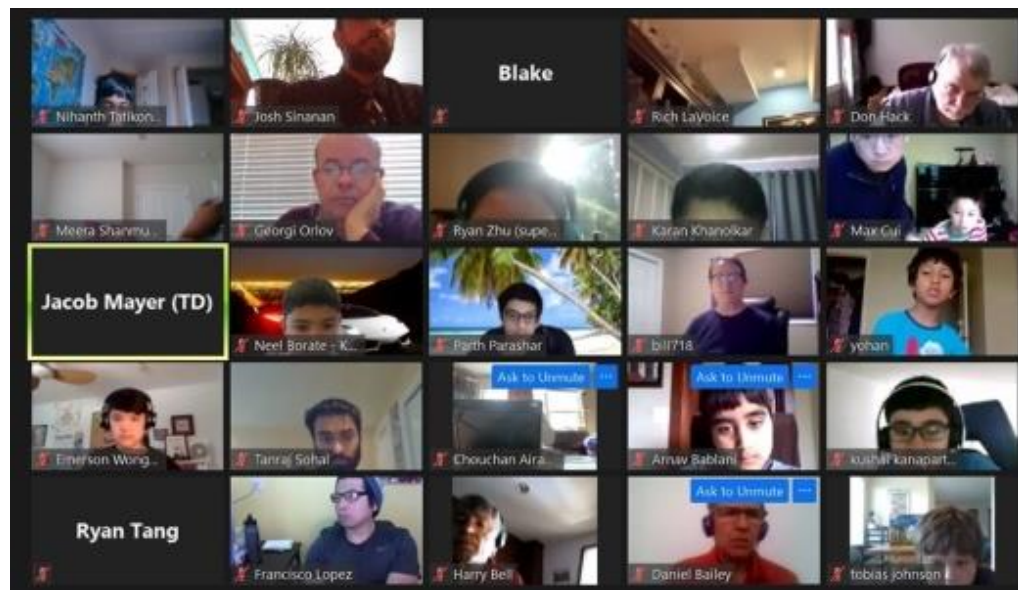 Nihanth Tatikon...
Josh Sinanan
Blake
Rich LaVoice
Don Hack
Meera Shanmu...
Georgi Orlov
Ryan Zhu (supe...
Karan Khanolkar
Max Cui
Jacob Mayer (TD)
Neel Borate - K...
Parth Parashar
bill718
yohan
Emerson Wong...
Tanraj Sohal
Ask to Unmute ...
Chouchan Aira...
Ask to Unmute ...
Arnav Bablani
kushal kanapart...
Ryan Tang
Francisco Lopez
Harry Bell
Ask to Unmute ...
Daniel Bailey
tobias johnson